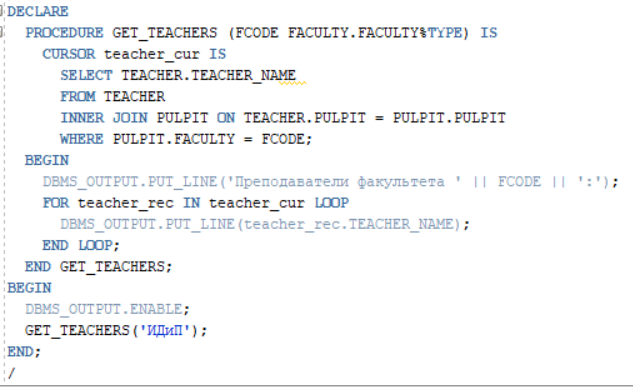 DECLARE
PROCEDURE GET_TEACHERS (FCODE FACULTY.FACULTY%TYPE) IS
CURSOR teacher_cur IS
SELECT TEACHER.TEACHER_NAME
FROM TEACHER
INNER JOIN PULPIT ON TEACHER.PULPIT = PULPIT.PULPIT
WHERE PULPIT.FACULTY = FCODE;
BEGIN
DBMS_OUTPUT.PUT_LINE('Преподаватели факультета ' || FCODE || ':');
FOR teacher_rec IN teacher_cur LOOP
DBMS_OUTPUT.PUT_LINE(teacher_rec.TEACHER_NAME);
END LOOP;
END GET_TEACHERS;
BEGIN
DBMS_OUTPUT.ENABLE;
GET_TEACHERS('ИДиП');
END;
/